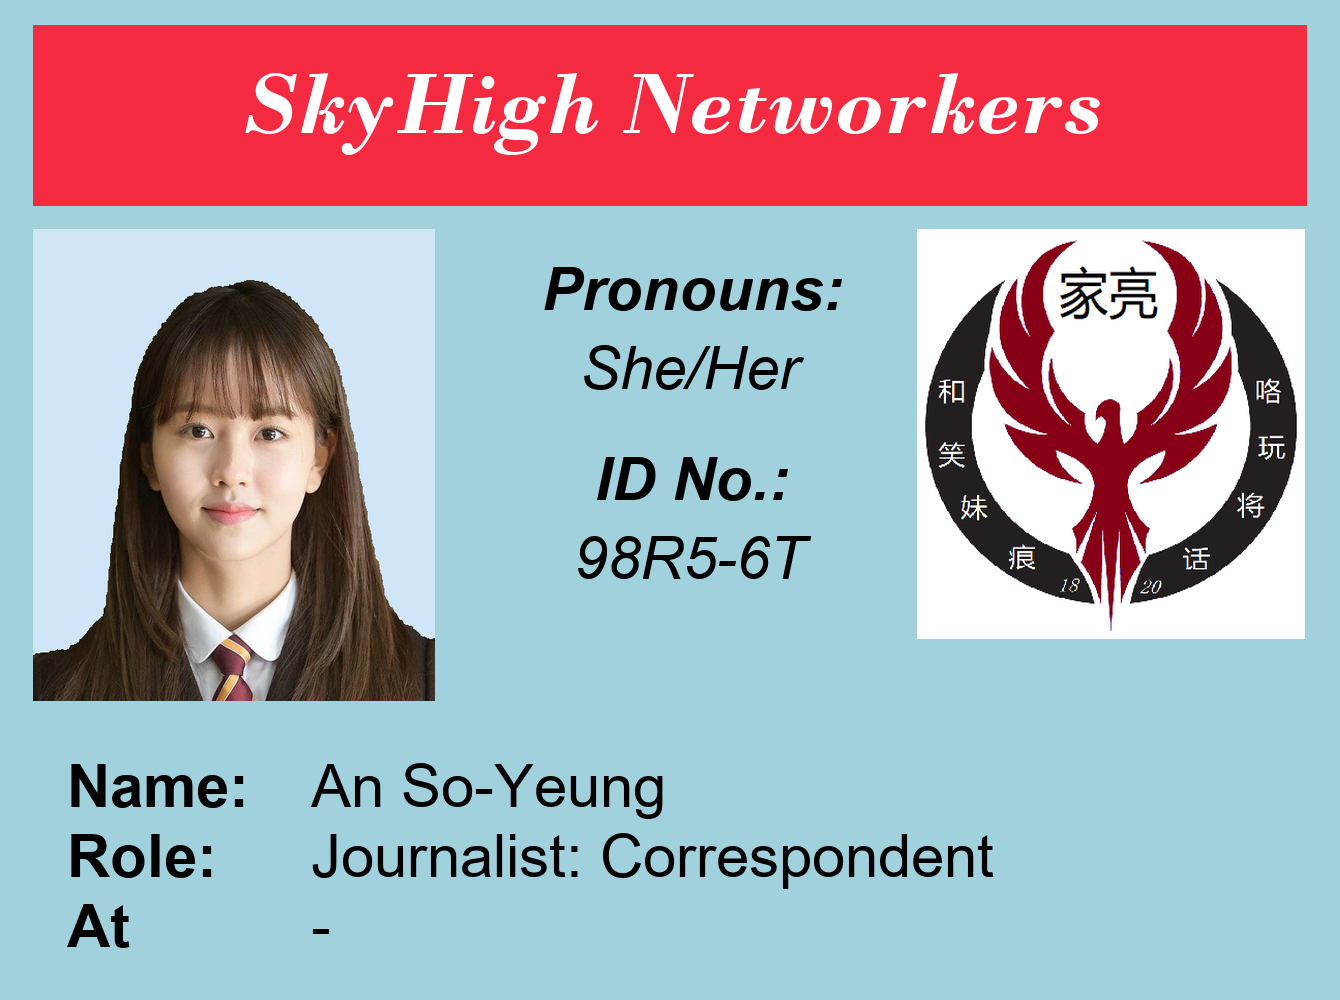 SkyHigh Networkers
Pronouns:
She/Her
ID No.:
98R5-6T
家亮
和笑妹痕
咯玩将话
18 20
Name: An So-Yeung
Role: Journalist: Correspondent
At -